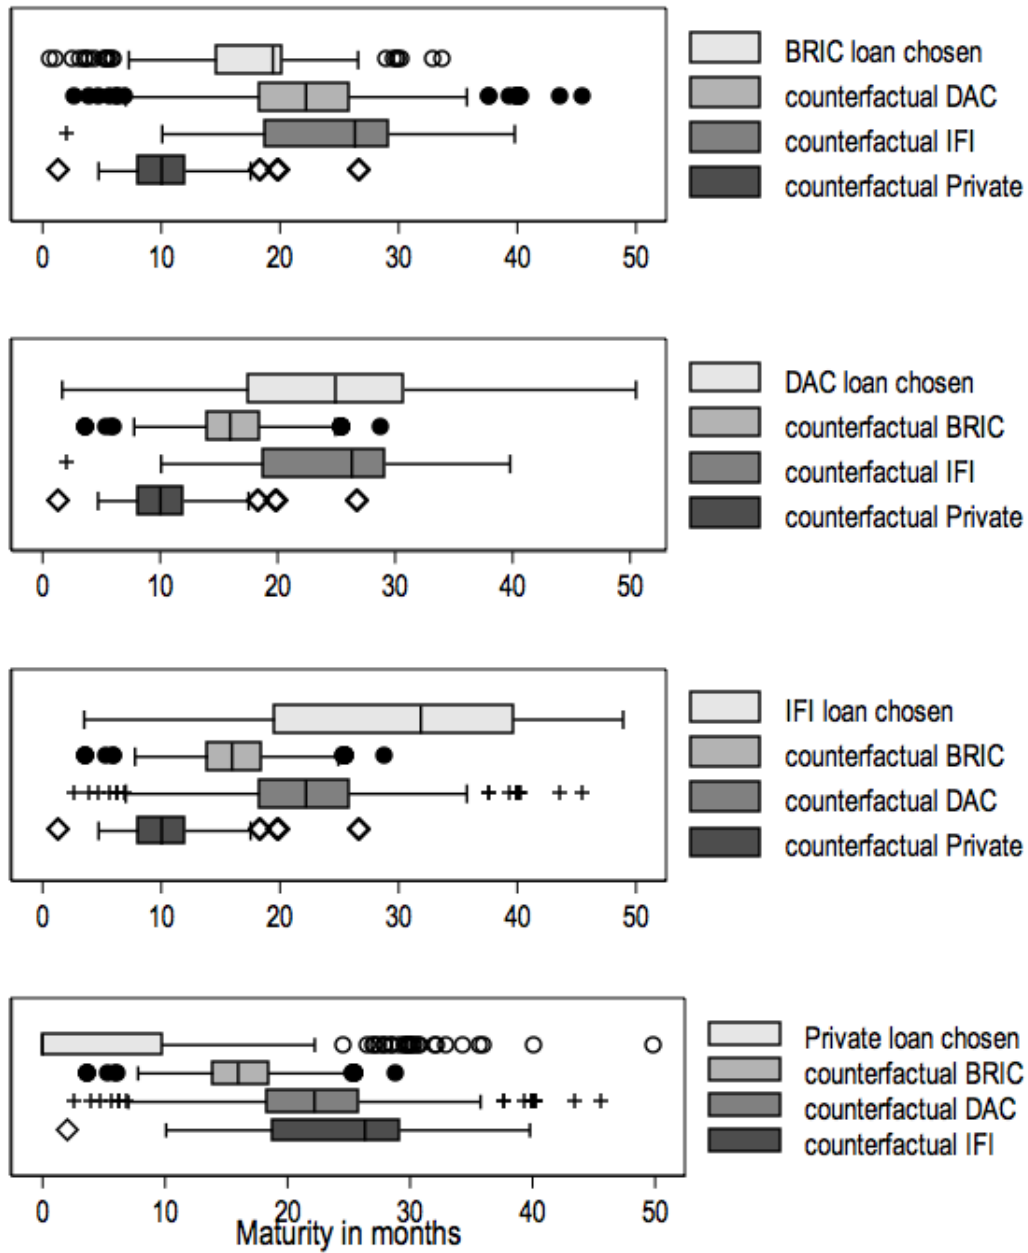 BRIC loan chosen
counterfactual DAC
counterfactual IFI
counterfactual Private
0 10 20 30 40 50
DAC loan chosen
counterfactual BRIC
counterfactual IFI
counterfactual Private
0 10 20 30 40 50
IFI loan chosen
counterfactual BRIC
counterfactual DAC
counterfactual Private
0 10 20 30 40 50
Private loan chosen
counterfactual BRIC
counterfactual DAC
counterfactual IFI
0 10 20 30 40 50
Maturity in months